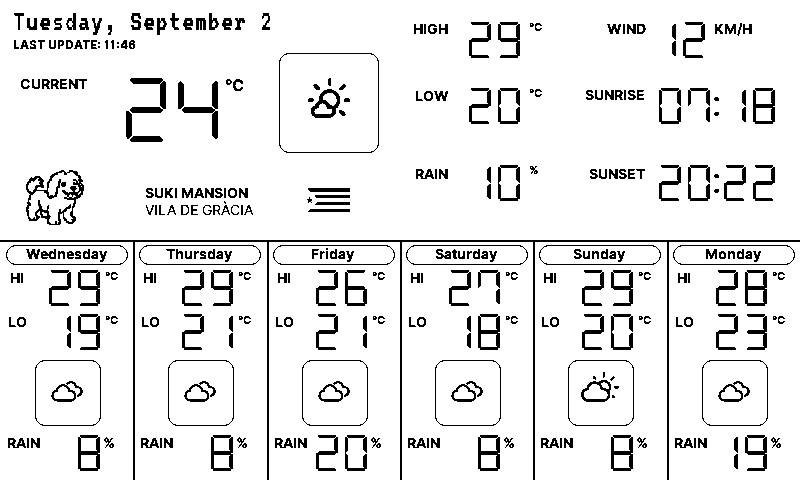 Tuesday, September 2
LAST UPDATE: 11:46
CURRENT 24 °C
SUKI MANSION
VILA DE GRÀCIA
HIGH 29 °C
LOW 20 °C
RAIN 10 %
WIND 12 KM/H
SUNRISE 07:18
SUNSET 20:22
Wednesday
HI 29 °C
LO 19 °C
RAIN 8 %
Thursday
HI 29 °C
LO 21 °C
RAIN 8 %
Friday
HI 26 °C
LO 21 °C
RAIN 20 %
Saturday
HI 27 °C
LO 18 °C
RAIN 8 %
Sunday
HI 29 °C
LO 20 °C
RAIN 8 %
Monday
HI 28 °C
LO 23 °C
RAIN 19 %